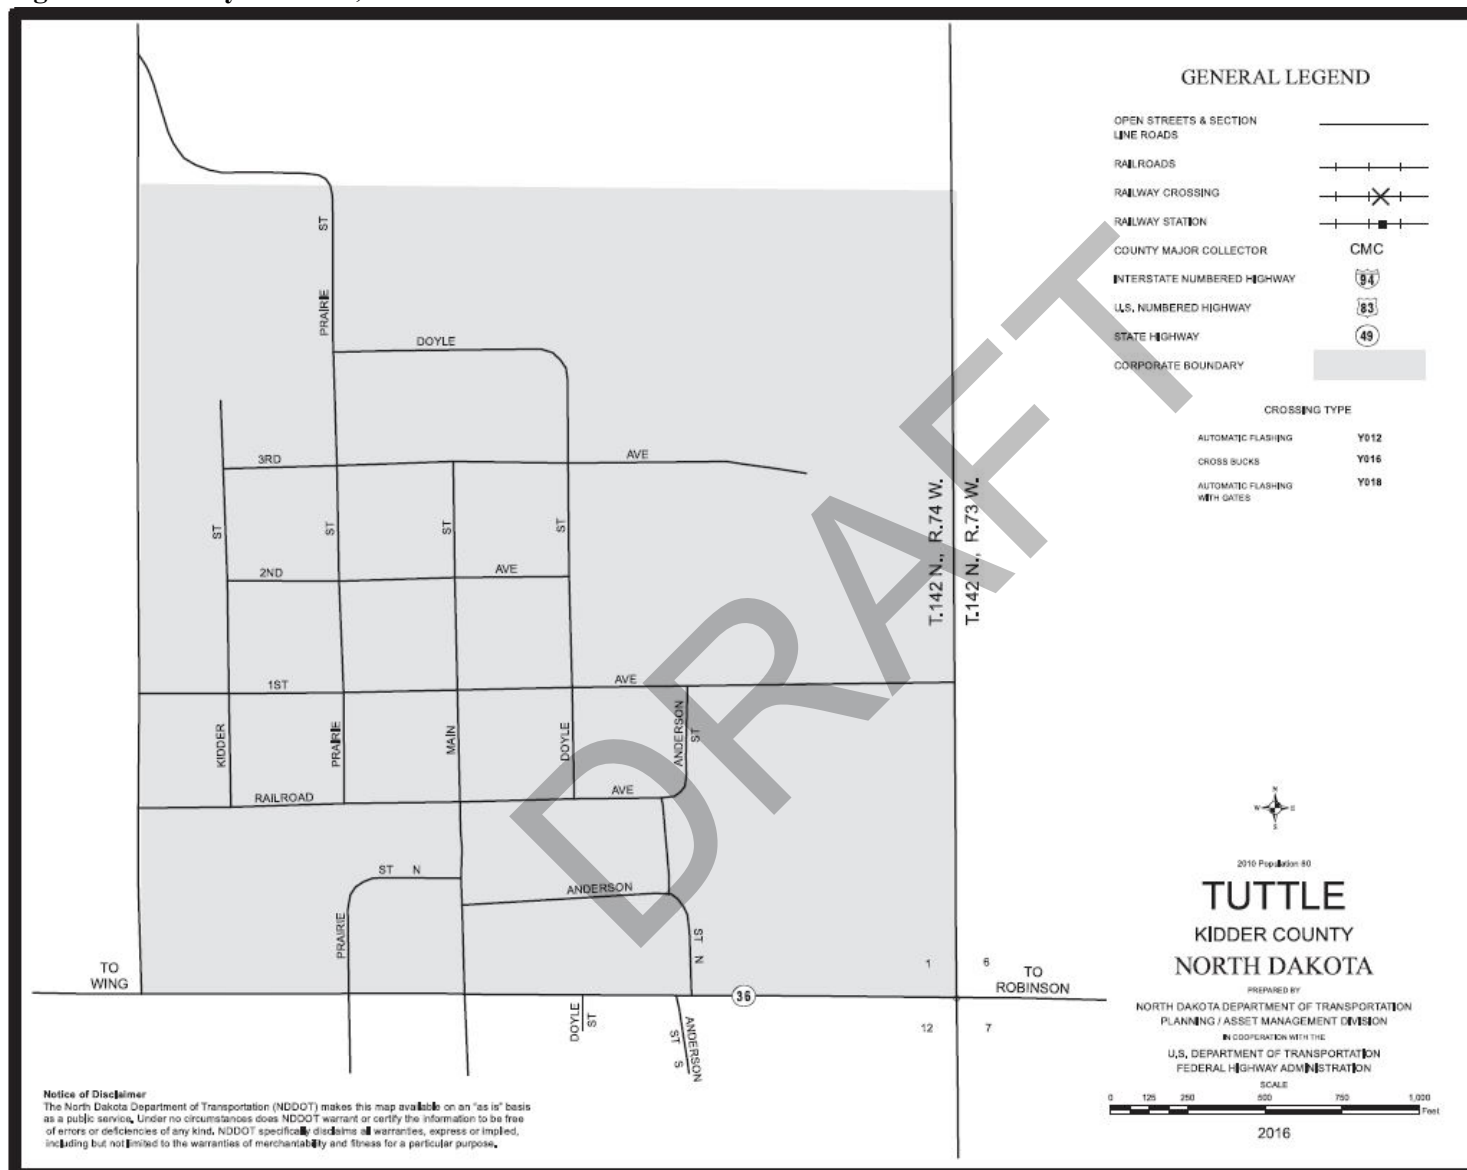 GENERAL LEGEND
OPEN STREETS & SECTION
LINE ROADS
RAILROADS
RAILWAY CROSSING
RAILWAY STATION
COUNTY MAJOR COLLECTOR
CMC
INTERSTATE NUMBERED HIGHWAY
94
U.S. NUMBERED HIGHWAY
83
STATE HIGHWAY
49
CORPORATE BOUNDARY
CROSSING TYPE
AUTOMATIC FLASHING
Y012
CROSS BUCKS
Y016
AUTOMATIC FLASHING
WITH GATES
Y018
ST
PRAIRIE
DOYLE
3RD
AVE
ST
ST
ST
ST
2ND
AVE
T.142 N., R.74 W.
T.142 N., R.73 W.
DRAFT
1ST
AVE
KIDDER
PRAIRIE
MAIN
DOYLE
ANDERSON
ST
RAILROAD
AVE
ST N
PRAIRIE
ANDERSON
ST N
TO
WING
36
1
6
12
7
TO
ROBINSON
DOYLE
ST
ANDERSON
ST S
N
W
E
S
2010 Population 80
TUTTLE
KIDDER COUNTY
NORTH DAKOTA
PREPARED BY
NORTH DAKOTA DEPARTMENT OF TRANSPORTATION
PLANNING / ASSET MANAGEMENT DIVISION
IN COOPERATION WITH THE
U.S. DEPARTMENT OF TRANSPORTATION
FEDERAL HIGHWAY ADMINISTRATION
SCALE
0 125 250 500 750 1,000
Feet
2016
Notice of Disclaimer
The North Dakota Department of Transportation (NDDOT) makes this map available on an "as is" basis
as a public service. Under no circumstances does NDDOT warrant or certify the information to be free
of errors or deficiencies of any kind. NDDOT specifically disclaims all warranties, express or implied,
including but not limited to the warranties of merchantability and fitness for a particular purpose.